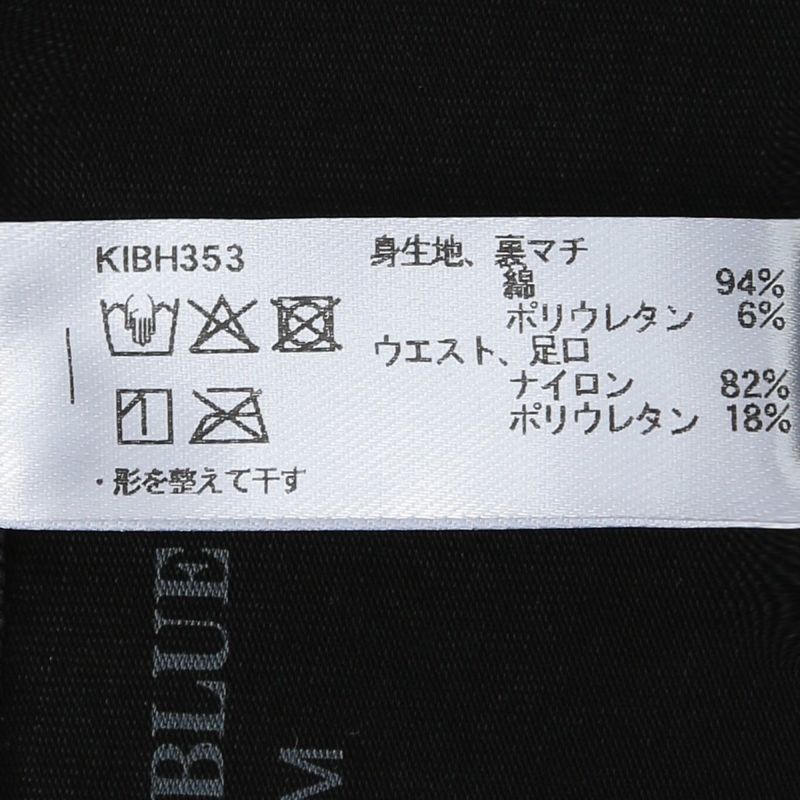 KIBH353
・形を整えて干す
身生地、裏マチ
綿 94%
ポリウレタン 6%
ウエスト、足口
ナイロン 82%
ポリウレタン 18%
BLUE
M